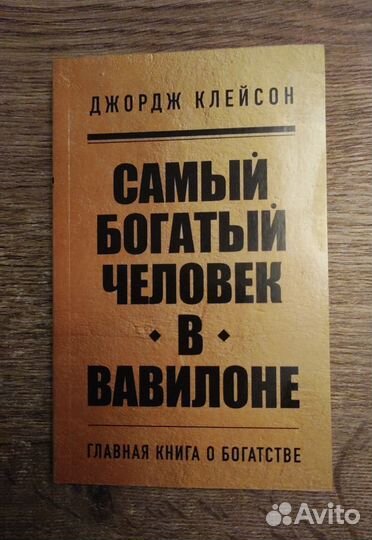 ДЖОРДЖ КЛЕЙСОН
САМЫЙ
БОГАТЫЙ
ЧЕЛОВЕК
В
ВАВИЛОНЕ
ГЛАВНАЯ КНИГА О БОГАТСТВЕ
Avito